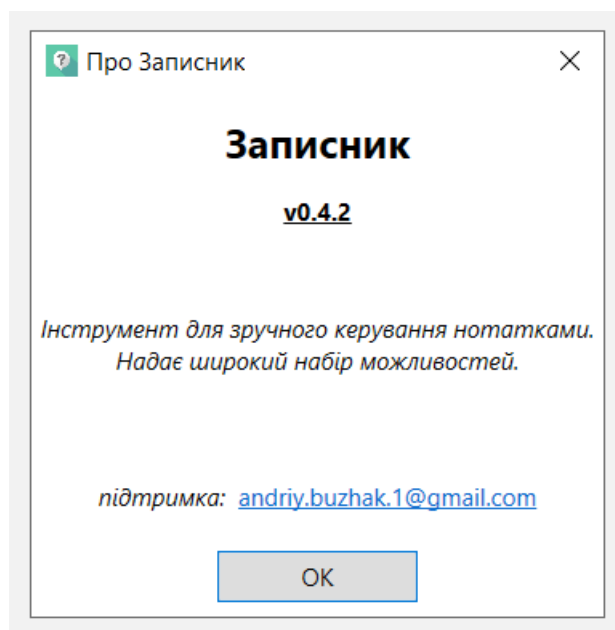 Про Записник
Записник
v0.4.2
Інструмент для зручного керування нотатками.
Надає широкий набір можливостей.
підтримка: andriy.buzhak.1@gmail.com
OK